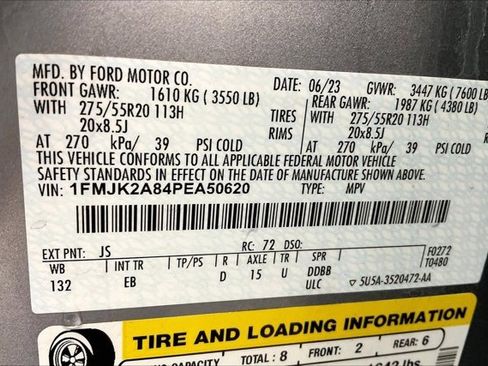 MFD. BY FORD MOTOR CO.
DATE: 06/23 GVWR: 3447 KG (7600 LB)
FRONT GAWR: 1610 KG ( 3550 LB) REAR GAWR: 1987 KG ( 4380 LB)
WITH 275/55R20 113H TIRES WITH 275/55R20 113H
20x8.5J RIMS 20x8.5J
AT 270 kPa/ 39 PSI COLD AT 270 kPa/ 39 PSI COLD
THIS VEHICLE CONFORMS TO ALL APPLICABLE FEDERAL MOTOR VEHICLE
SAFETY STANDARDS IN EFFECT ON THE DATE OF MANUFACTURE SHOWN ABOVE.
VIN: 1FMJK2A84PEA50620 TYPE: MPV
EXT PNT: JS RC: 72 DSO:
WB INT TR TP/PS R AXLE TR SPR F0272
132 EB D 15 U DDBB T0480
ULC 5U5A-3520472-AA
TIRE AND LOADING INFORMATION
SEATING CAPACITY TOTAL : 8 FRONT: 2 REAR: 6